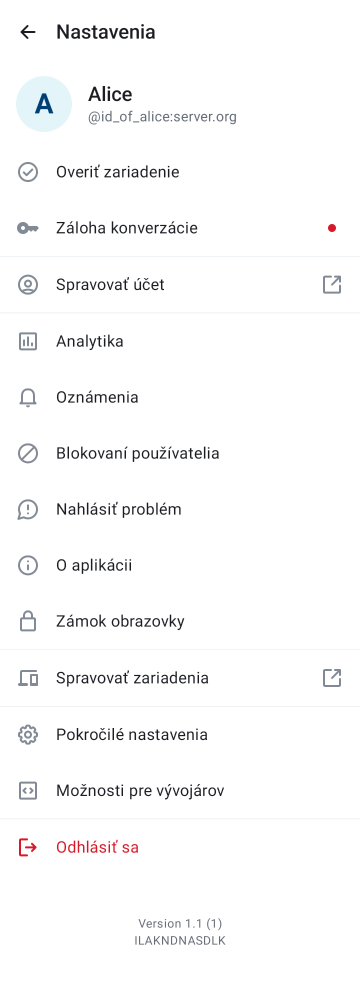 Nastavenia
A
Alice
@id_of_alice:server.org
Overiť zariadenie
Záloha konverzácie
Spravovať účet
Analytika
Oznámenia
Blokovaní používatelia
Nahlásiť problém
O aplikácii
Zámok obrazovky
Spravovať zariadenia
Pokročilé nastavenia
Možnosti pre vývojárov
Odhlásiť sa
Version 1.1 (1)
ILAKNDNASDLK